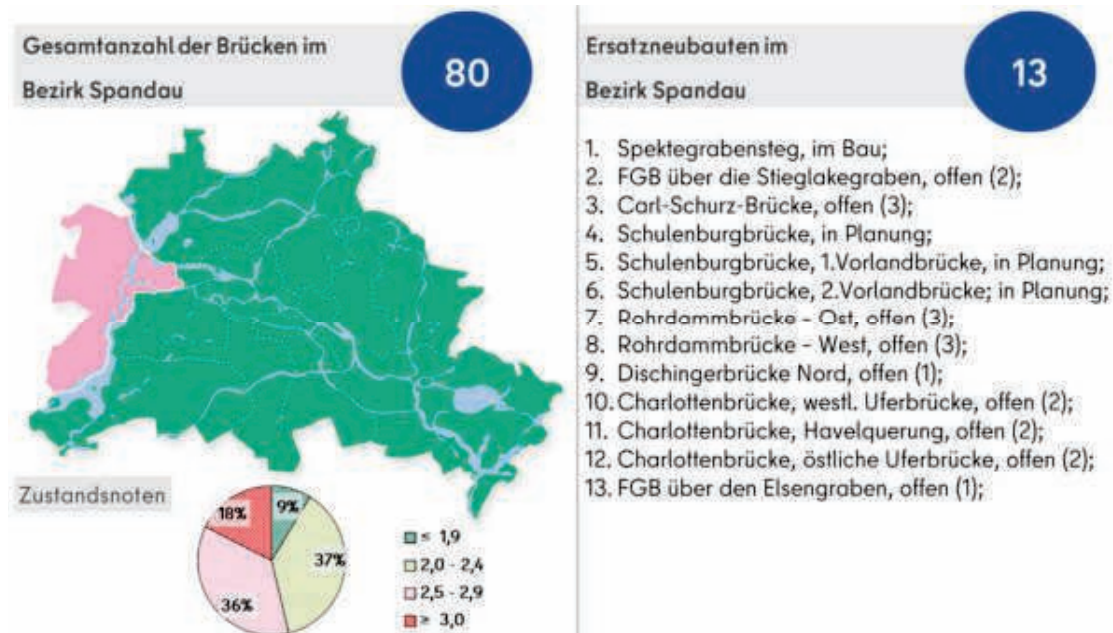 Gesamtanzahl der Brücken im
Bezirk Spandau
80
Zustandsnoten
18%
9%
37%
36%
≤ 1,9
2,0 - 2,4
2,5 - 2,9
≥ 3,0
Ersatzneubauten im
Bezirk Spandau
13
1. Spektegrabensteg, im Bau;
2. FGB über die Stieglakegraben, offen (2);
3. Carl-Schurz-Brücke, offen (3);
4. Schulenburgbrücke, in Planung;
5. Schulenburgbrücke, 1.Vorlandbrücke, in Planung;
6. Schulenburgbrücke, 2.Vorlandbrücke; in Planung;
7. Rohrdammbrücke - Ost, offen (3);
8. Rohrdammbrücke - West, offen (3);
9. Dischingerbrücke Nord, offen (1);
10. Charlottenbrücke, westl. Uferbrücke, offen (2);
11. Charlottenbrücke, Havelquerung, offen (2);
12. Charlottenbrücke, östliche Uferbrücke, offen (2);
13. FGB über den Elsengraben, offen (1);